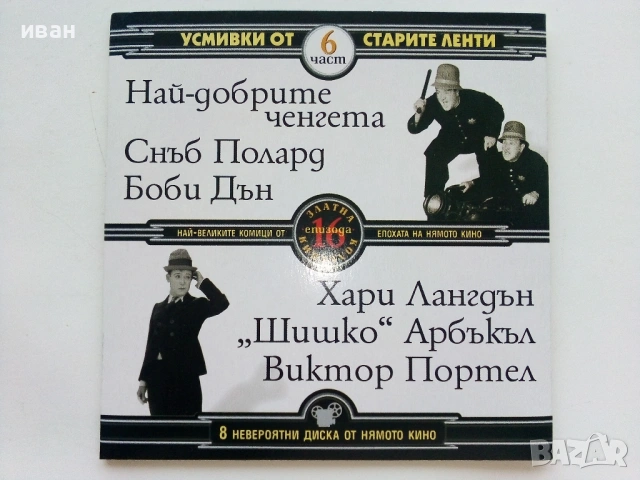 иван
УСМИВКИ ОТ 6 част СТАРИТЕ ЛЕНТИ
Най-добрите
ченгета
Снъб Полард
Боби Дън
НАЙ-ВЕЛИКИТЕ КОМИЦИ ОТ ЕПОХАТА НА НЯМОТО КИНО
ЗЛАТНА
16
епизода
КОЛЕКЦИЯ
Хари Лангдън
„Шишко“ Арбъкъл
Виктор Портел
8 НЕВЕРОЯТНИ ДИСКА ОТ НЯМОТО КИНО
BAZAR